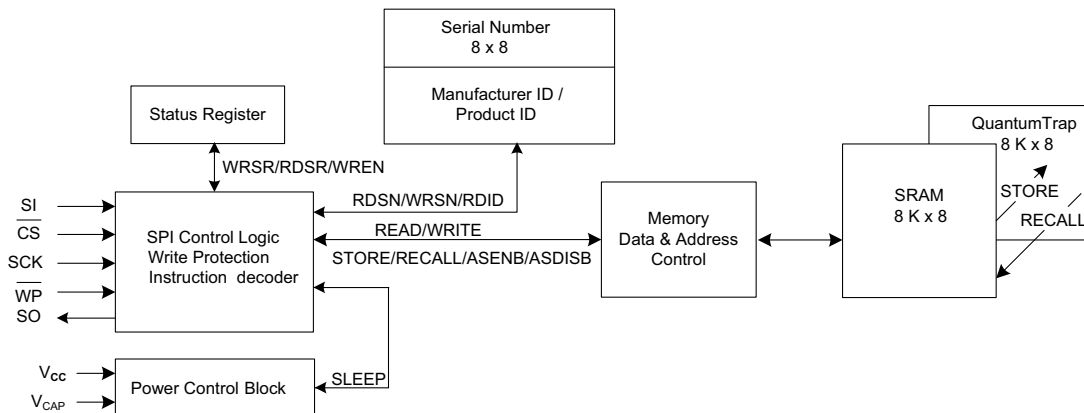 Serial Number
8 x 8
Manufacturer ID /
Product ID
Status Register
WRSR/RDSR/WREN
QuantumTrap
8 K x 8
SRAM
8 K x 8
STORE
RECALL
SI
CS
SCK
WP
SO
SPI Control Logic
Write Protection
Instruction decoder
RDSN/WRSN/RDID
READ/WRITE
STORE/RECALL/ASENB/ASDISB
Memory
Data & Address
Control
VCC
VCAP
Power Control Block
SLEEP